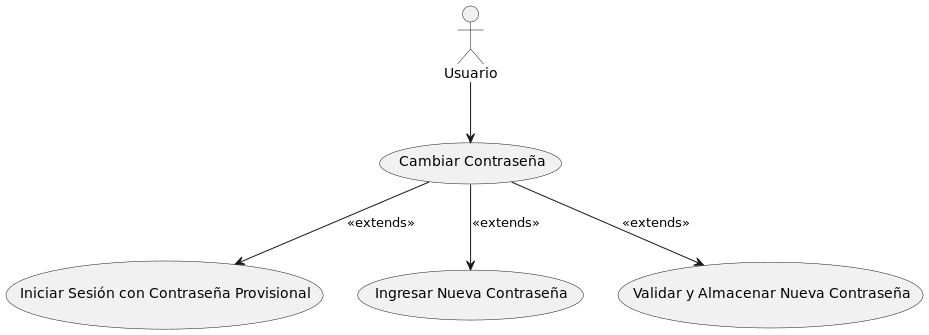 Usuario
Cambiar Contraseña
«extends»
«extends»
«extends»
Iniciar Sesión con Contraseña Provisional
Ingresar Nueva Contraseña
Validar y Almacenar Nueva Contraseña